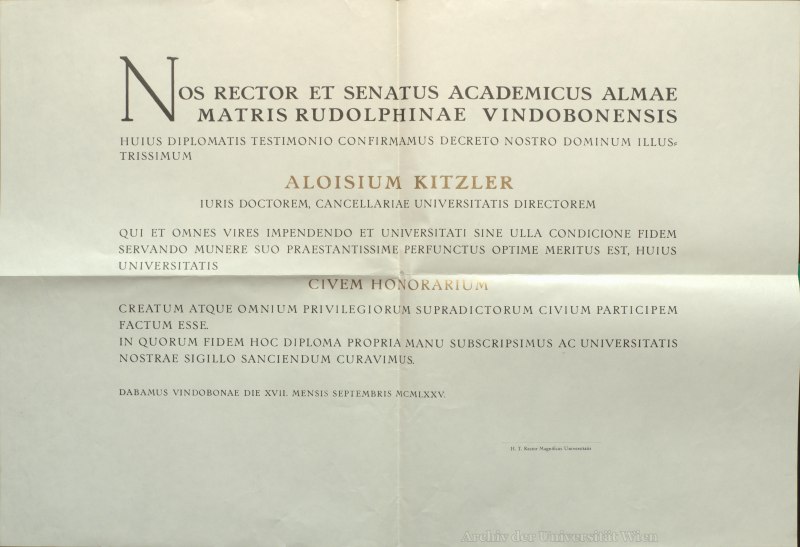 NOS RECTOR ET SENATUS ACADEMICUS ALMAE
MATRIS RUDOLPHINAE VINDOBONENSIS
HUIUS DIPLOMATIS TESTIMONIO CONFIRMAMUS DECRETO NOSTRO DOMINUM ILLUS=
TRISSIMUM
ALOISIUM KITZLER
IURIS DOCTOREM, CANCELLARIAE UNIVERSITATIS DIRECTOREM
QUI ET OMNES VIRES IMPENDENDO ET UNIVERSITATI SINE ULLA CONDICIONE FIDEM
SERVANDO MUNERE SUO PRAESTANTISSIME PERFUNCTUS OPTIME MERITUS EST, HUIUS
UNIVERSITATIS
CIVEM HONORARIUM
CREATUM ATQUE OMNIUM PRIVILEGIORUM SUPRADICTORUM CIVIUM PARTICIPEM
FACTUM ESSE.
IN QUORUM FIDEM HOC DIPLOMA PROPRIA MANU SUBSCRIPSIMUS AC UNIVERSITATIS
NOSTRAE SIGILLO SANCIENDUM CURAVIMUS.
DABAMUS VINDOBONAE DIE XVII. MENSIS SEPTEMBRIS MCMLXXV.
H. T. Rector Magnificus Universitatis
Archiv der Universität Wien